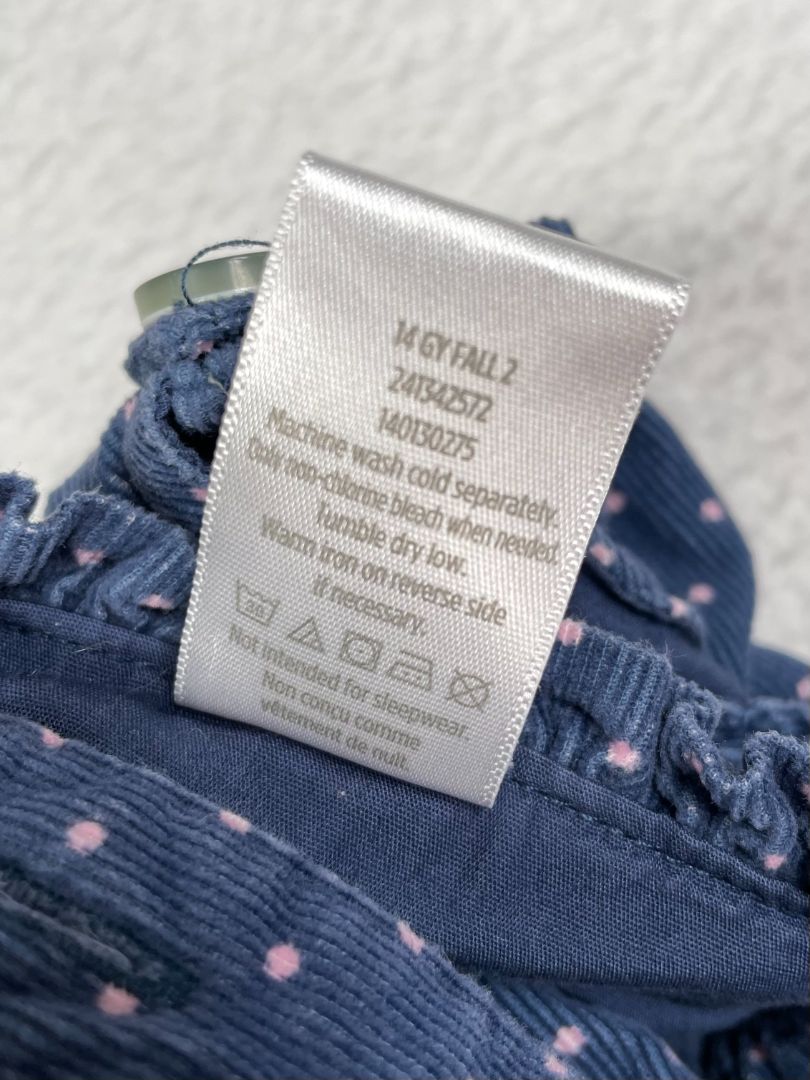 14 GY FALL 2
241342572
140130275
Machine wash cold separately.
Only non-chlorine bleach when needed.
Tumble dry low.
Warm iron on reverse side
if necessary.
30
Not intended for sleepwear.
Non conçu comme
vêtement de nuit.